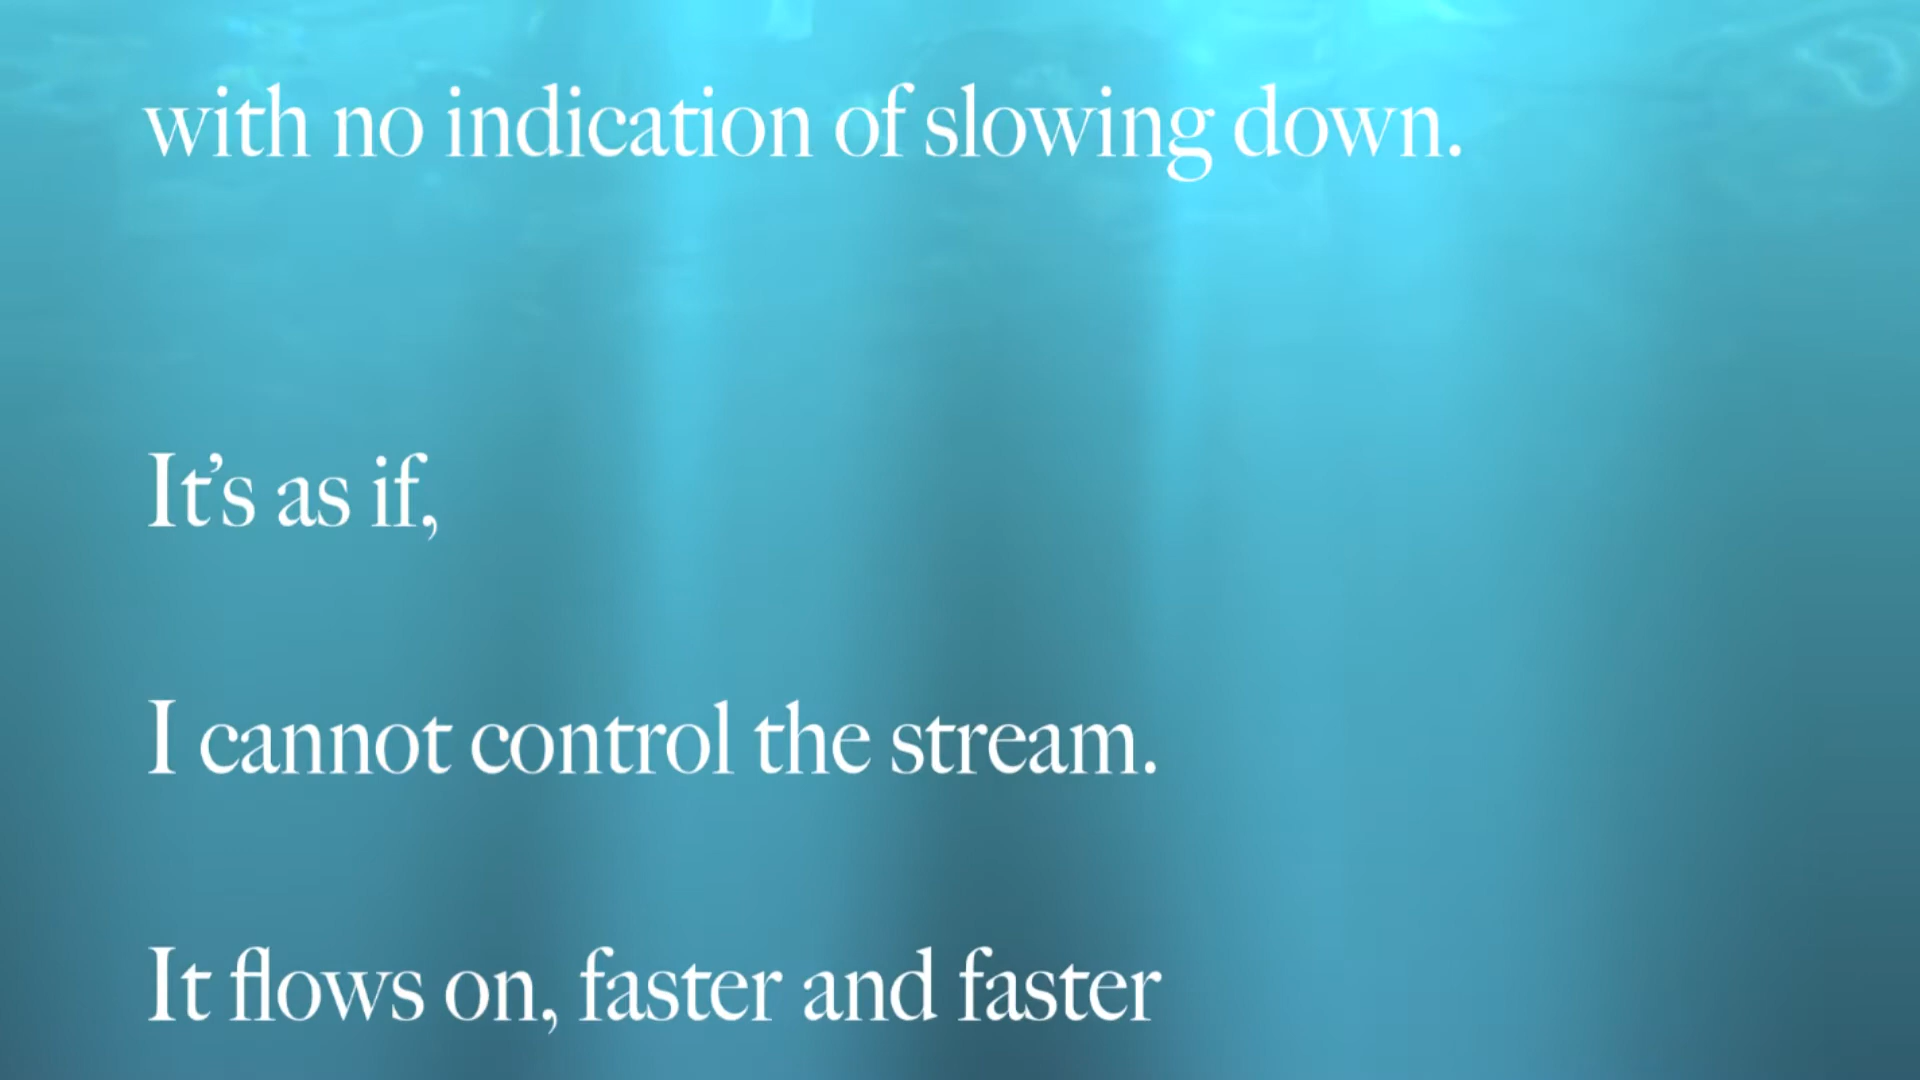 with no indication of slowing down.
It’s as if,
I cannot control the stream.
It flows on, faster and faster